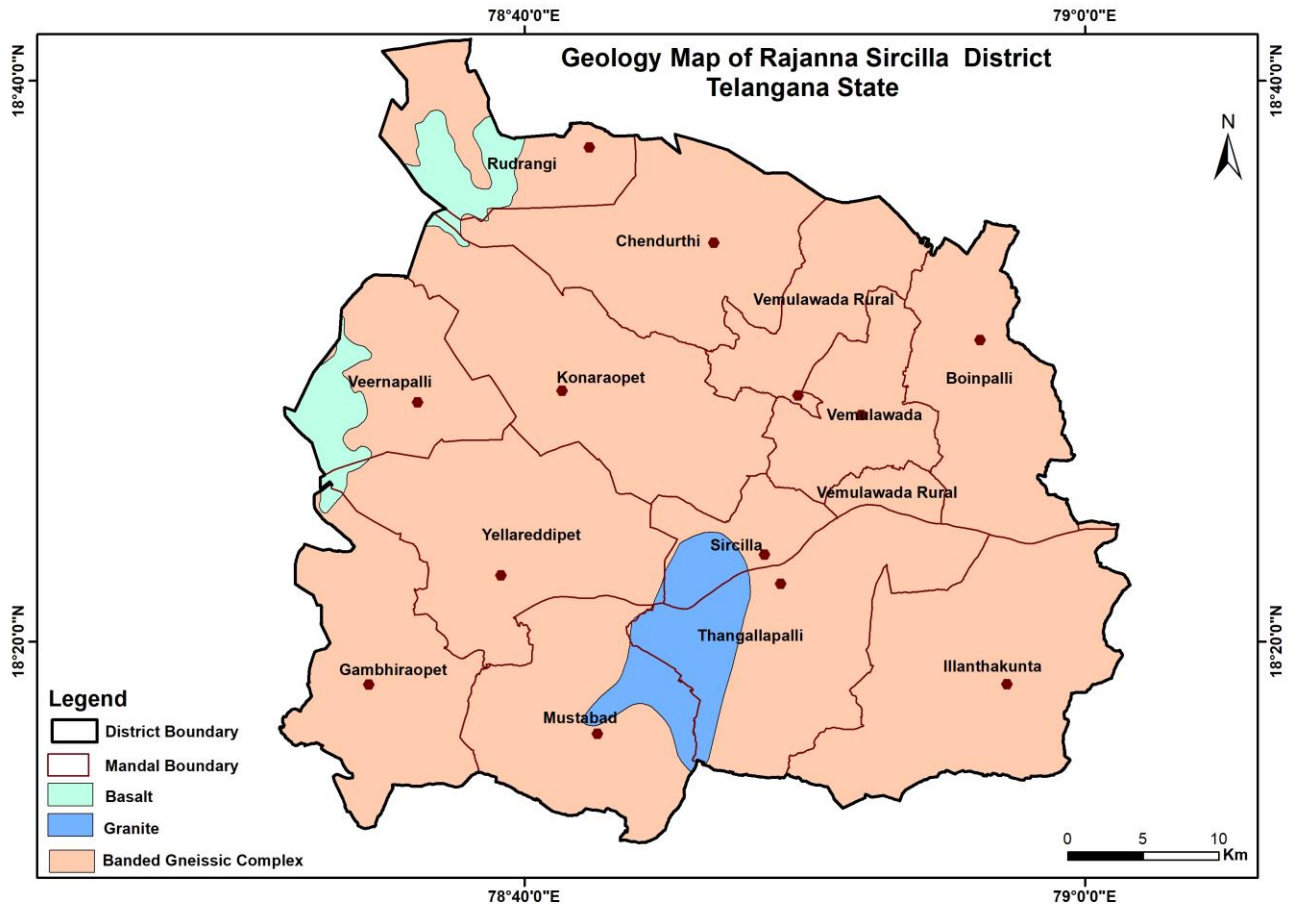 78°40'0"E
79°0'0"E
Geology Map of Rajanna Sircilla District
Telangana State
18°40'0"N
18°40'0"N
N
Rudrangi
Chendurthi
Vemulawada Rural
Veernapalli
Konaraopet
Boinpalli
Vemulawada
Vemulawada Rural
Yellareddipet
Sircilla
Thangallapalli
18°20'0"N
18°20'0"N
Gambhiraopet
Illanthakunta
Mustabad
Legend
District Boundary
Mandal Boundary
Basalt
Granite
Banded Gneissic Complex
0 5 10
Km
78°40'0"E
79°0'0"E